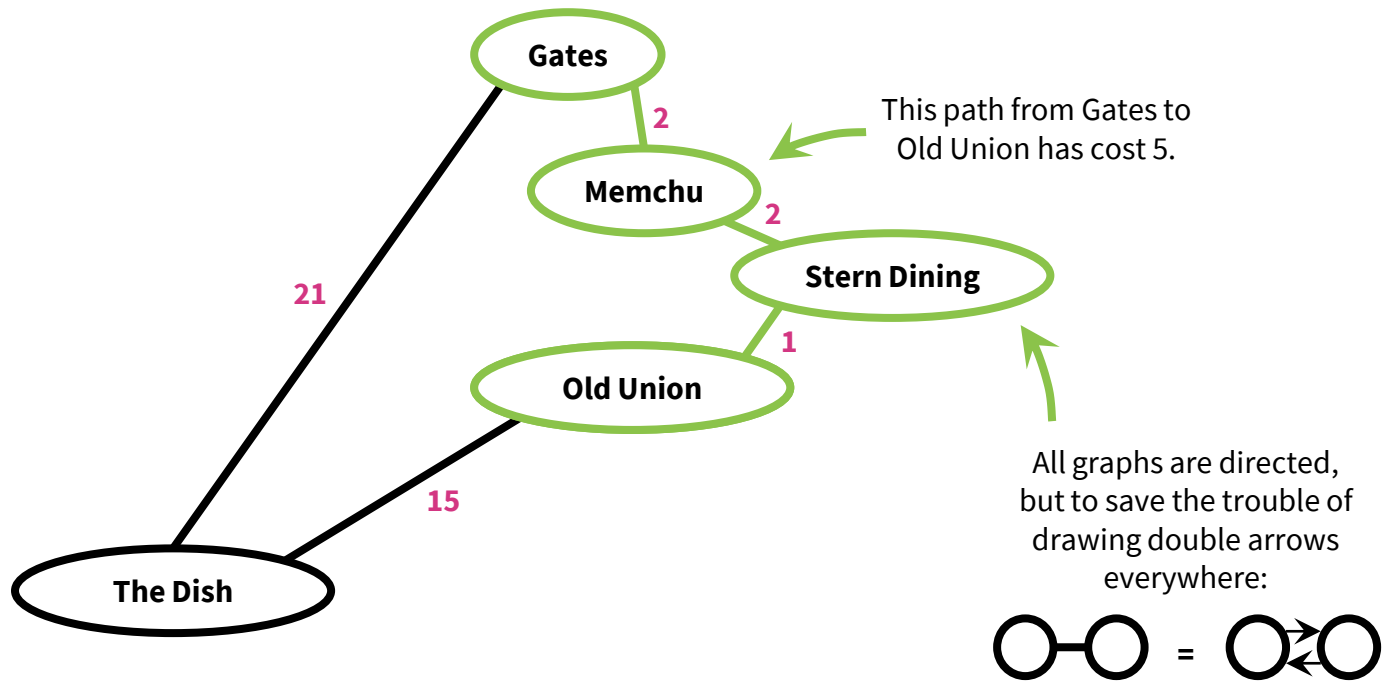 Gates
2
This path from Gates to
Old Union has cost 5.
Memchu
2
Stern Dining
21
1
Old Union
All graphs are directed,
but to save the trouble of
drawing double arrows
everywhere:
15
The Dish
=